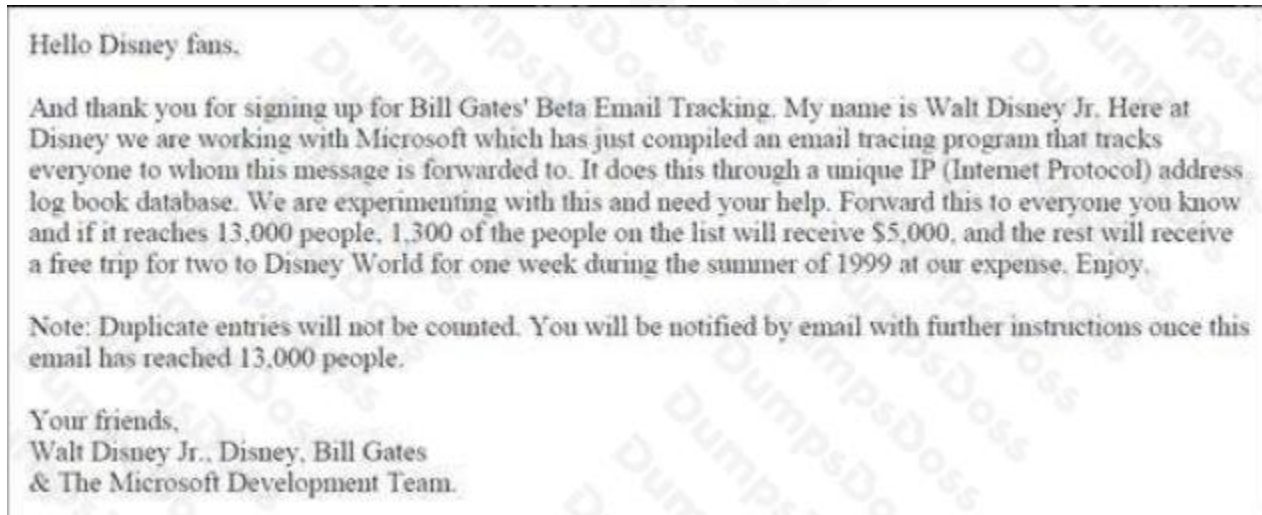 Hello Disney fans,
And thank you for signing up for Bill Gates' Beta Email Tracking. My name is Walt Disney Jr. Here at
Disney we are working with Microsoft which has just compiled an email tracing program that tracks
everyone to whom this message is forwarded to. It does this through a unique IP (Internet Protocol) address
log book database. We are experimenting with this and need your help. Forward this to everyone you know
and if it reaches 13,000 people, 1,300 of the people on the list will receive $5,000, and the rest will receive
a free trip for two to Disney World for one week during the summer of 1999 at our expense. Enjoy.
Note: Duplicate entries will not be counted. You will be notified by email with further instructions once this
email has reached 13,000 people.
Your friends,
Walt Disney Jr., Disney, Bill Gates
& The Microsoft Development Team.
DumpsDoss